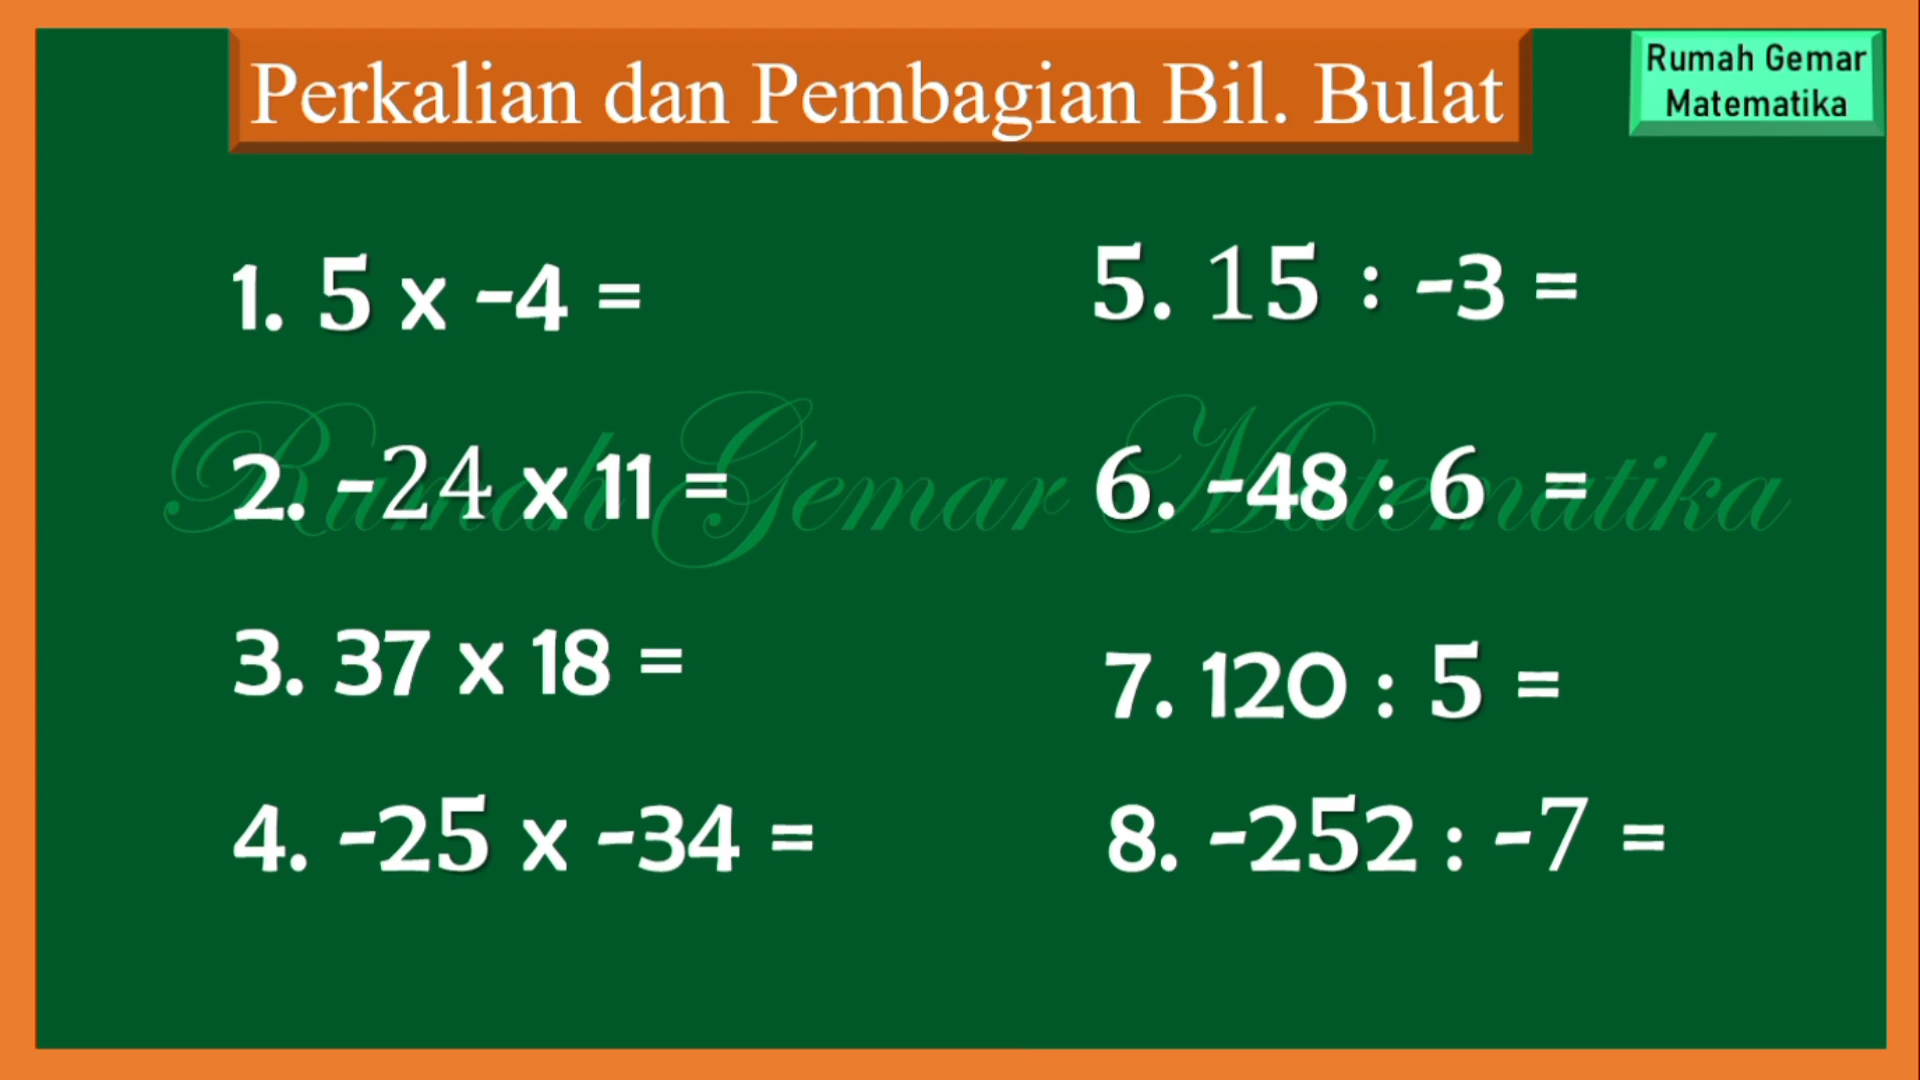 Perkalian dan Pembagian Bil. Bulat
Rumah Gemar
Matematika
1. 5 x -4 =
2. -24 x 11 =
3. 37 x 18 =
4. -25 x -34 =
5. 15 : -3 =
6. -48 : 6 =
7. 120 : 5 =
8. -252 : -7 =
Rumah Gemar Matematika